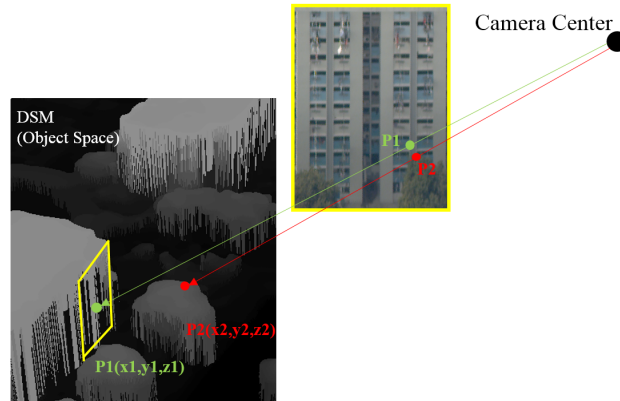 Camera Center
DSM
(Object Space)
P1
P2
P2(x2,y2,z2)
P1(x1,y1,z1)